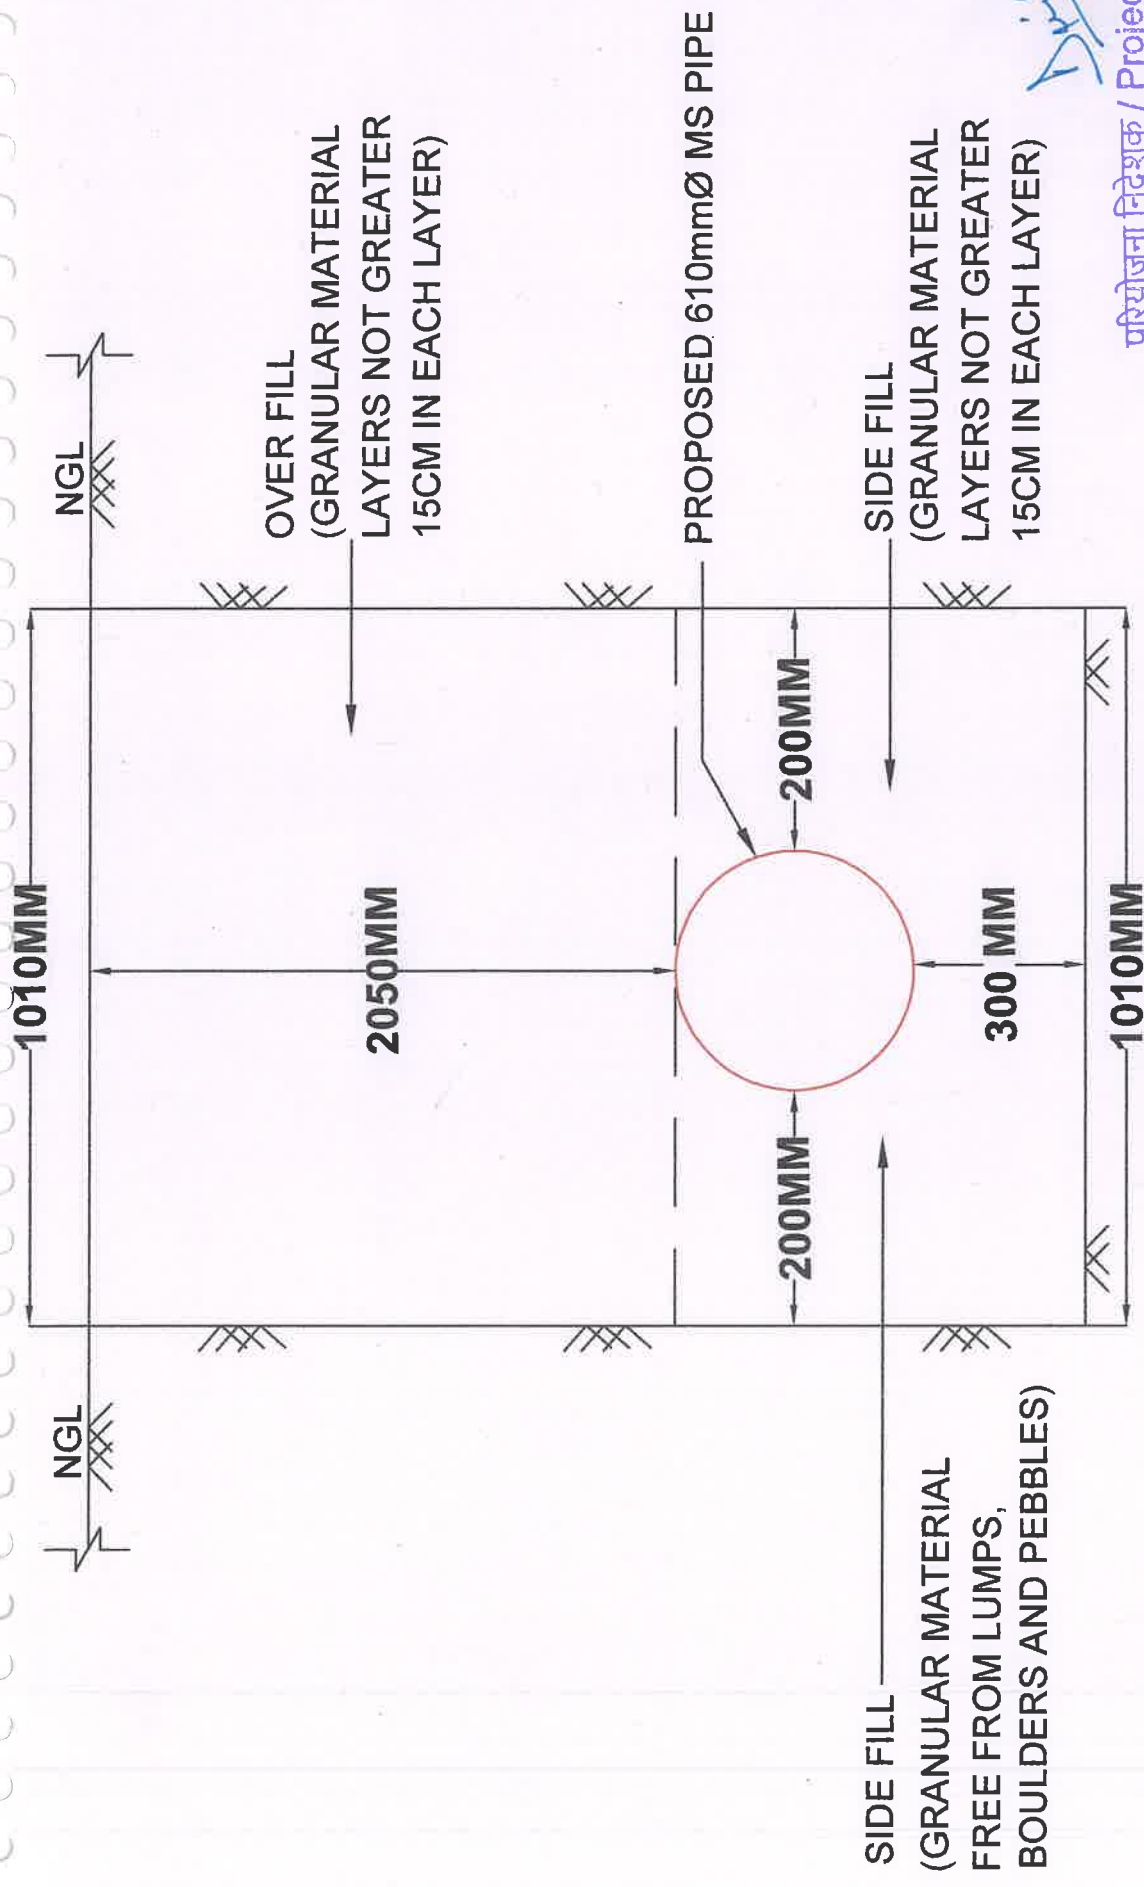 1010MM
NGL
NGL
OVER FILL
(GRANULAR MATERIAL
LAYERS NOT GREATER
15CM IN EACH LAYER)
2050MM
PROPOSED 610mmØ MS PIPE
200MM
200MM
SIDE FILL
(GRANULAR MATERIAL
FREE FROM LUMPS,
BOULDERS AND PEBBLES)
SIDE FILL
(GRANULAR MATERIAL
LAYERS NOT GREATER
15CM IN EACH LAYER)
300 MM
1010MM
परियोजना निदेशक / Project